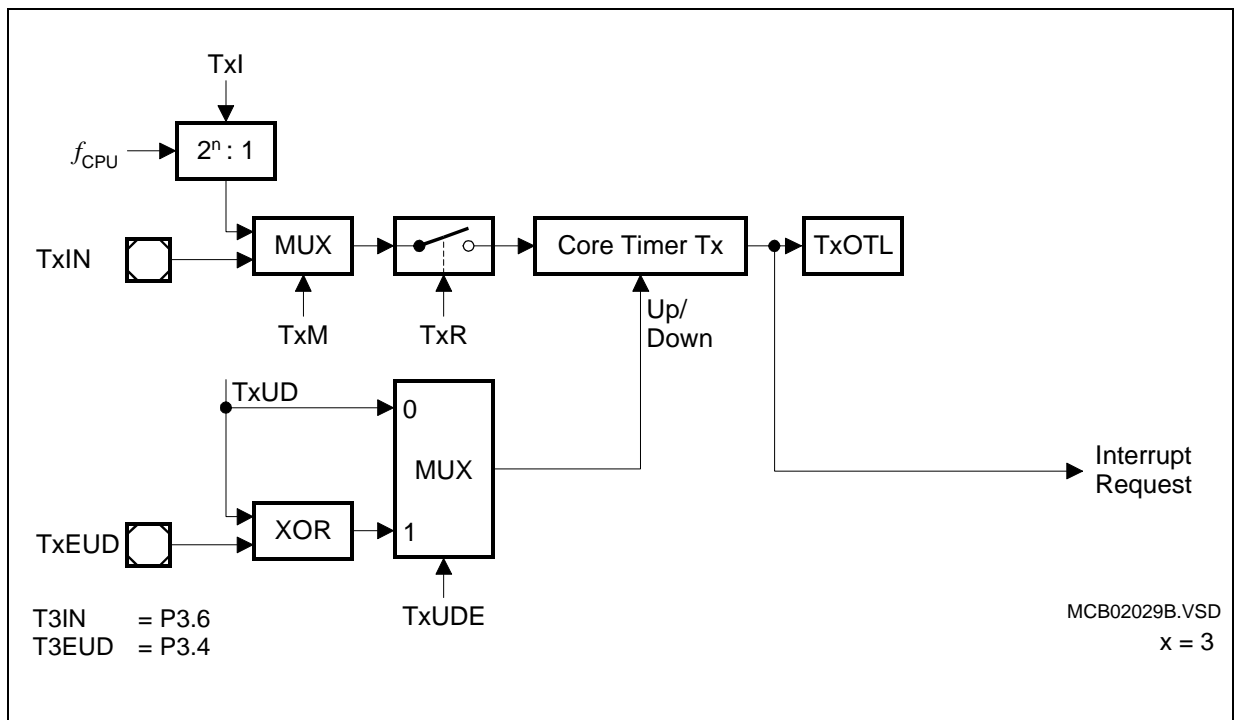 TxI
fCPU
2ⁿ : 1
TxIN
MUX
Core Timer Tx
TxOTL
TxM
TxR
Up/
Down
TxUD
0
MUX
Interrupt
Request
TxEUD
XOR
1
TxUDE
T3IN = P3.6
T3EUD = P3.4
MCB02029B.VSD
x = 3